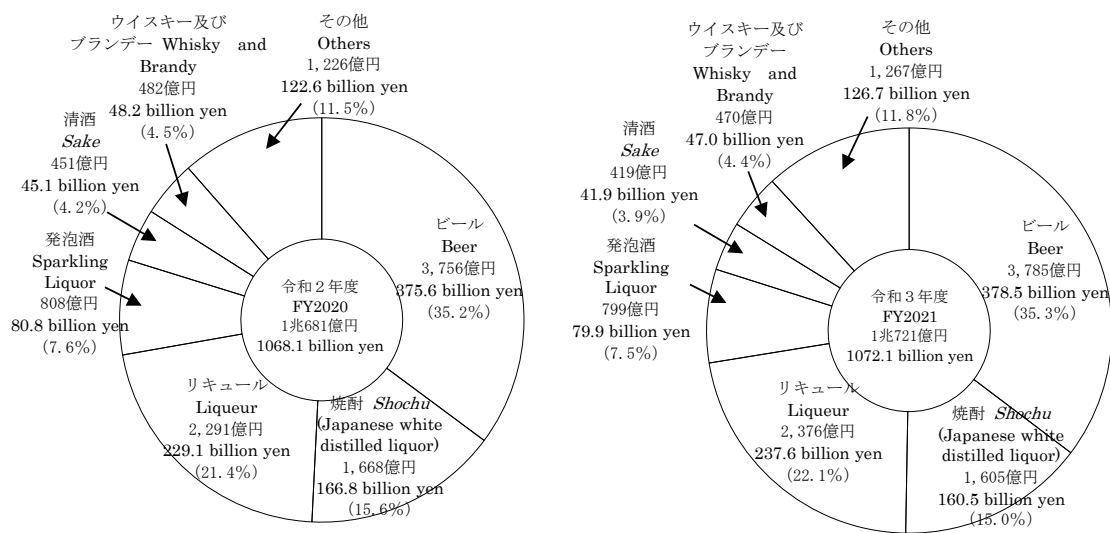 ウイスキー及び
ブランデー Whisky and
Brandy
482億円
48.2 billion yen
(4.5%)
その他
Others
1,226億円
122.6 billion yen
(11.5%)
清酒
Sake
451億円
45.1 billion yen
(4.2%)
発泡酒
Sparkling
Liquor
808億円
80.8 billion yen
(7.6%)
ビール
Beer
3,756億円
375.6 billion yen
(35.2%)
令和2年度
FY2020
1兆681億円
1068.1 billion yen
リキュール
Liqueur
2,291億円
229.1 billion yen
(21.4%)
焼酎 Shochu
(Japanese white
distilled liquor)
1,668億円
166.8 billion yen
(15.6%)
ウイスキー及び
ブランデー
Whisky and
Brandy
470億円
47.0 billion yen
(4.4%)
その他
Others
1,267億円
126.7 billion yen
(11.8%)
清酒
Sake
419億円
41.9 billion yen
(3.9%)
発泡酒
Sparkling
Liquor
799億円
79.9 billion yen
(7.5%)
ビール
Beer
3,785億円
378.5 billion yen
(35.3%)
令和3年度
FY2021
1兆721億円
1072.1 billion yen
リキュール
Liqueur
2,376億円
237.6 billion yen
(22.1%)
焼酎 Shochu
(Japanese white
distilled liquor)
1,605億円
160.5 billion yen
(15.0%)